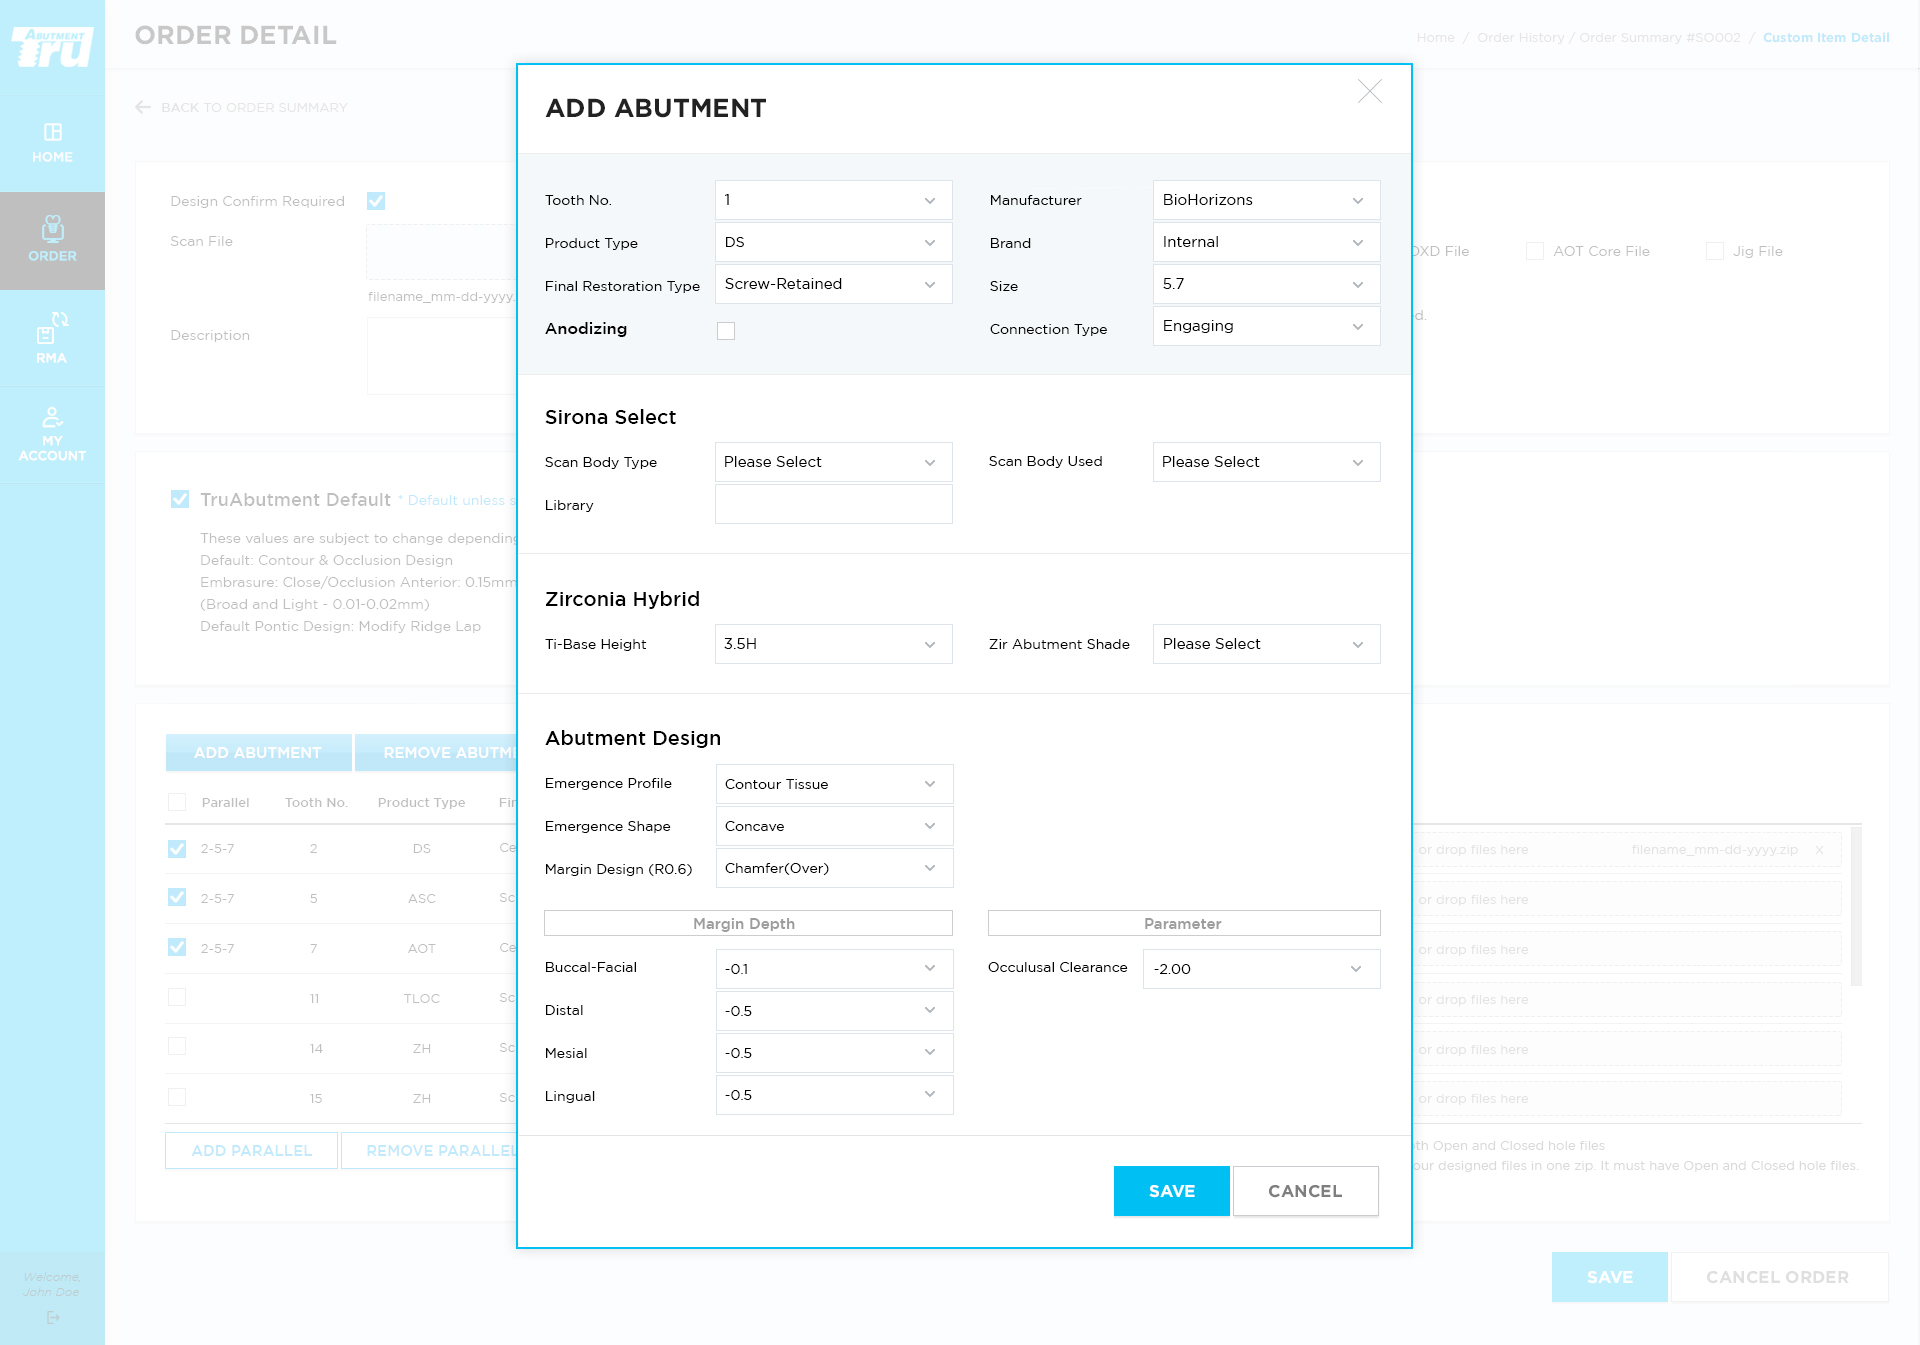 ABUTMENT
Tru
HOME
ORDER
RMA
MY
ACCOUNT
Welcome,
John Doe
ORDER DETAIL
Home / Order History / Order Summary #SO002 / Custom Item Detail
BACK TO ORDER SUMMARY
Design Confirm Required
Scan File
filename_mm-dd-yyyy.
Description
DXD File
AOT Core File
Jig File
d.
TruAbutment Default * Default unless s
These values are subject to change depending
Default: Contour & Occlusion Design
Embrasure: Close/Occlusion Anterior: 0.15mm
(Broad and Light - 0.01-0.02mm)
Default Pontic Design: Modify Ridge Lap
ADD ABUTMENT
REMOVE ABUTME
Parallel Tooth No. Product Type Fin
2-5-7 2 DS Ce
or drop files here filename_mm-dd-yyyy.zip X
2-5-7 5 ASC Sc
or drop files here
2-5-7 7 AOT Ce
or drop files here
11 TLOC Sc
or drop files here
14 ZH Sc
or drop files here
15 ZH Sc
or drop files here
ADD PARALLEL
REMOVE PARALLEL
th Open and Closed hole files
our designed files in one zip. It must have Open and Closed hole files.
SAVE
CANCEL ORDER
ADD ABUTMENT
Tooth No. 1
Manufacturer BioHorizons
Product Type DS
Brand Internal
Final Restoration Type Screw-Retained
Size 5.7
Anodizing
Connection Type Engaging
Sirona Select
Scan Body Type Please Select
Scan Body Used Please Select
Library
Zirconia Hybrid
Ti-Base Height 3.5H
Zir Abutment Shade Please Select
Abutment Design
Emergence Profile Contour Tissue
Emergence Shape Concave
Margin Design (R0.6) Chamfer(Over)
Margin Depth
Parameter
Buccal-Facial -0.1
Occulusal Clearance -2.00
Distal -0.5
Mesial -0.5
Lingual -0.5
SAVE
CANCEL